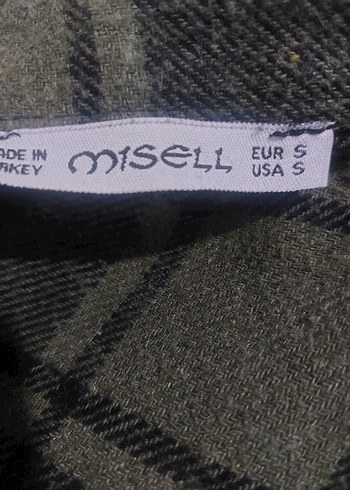 ADE IN
RKEY
MISELL
EUR S
USA S